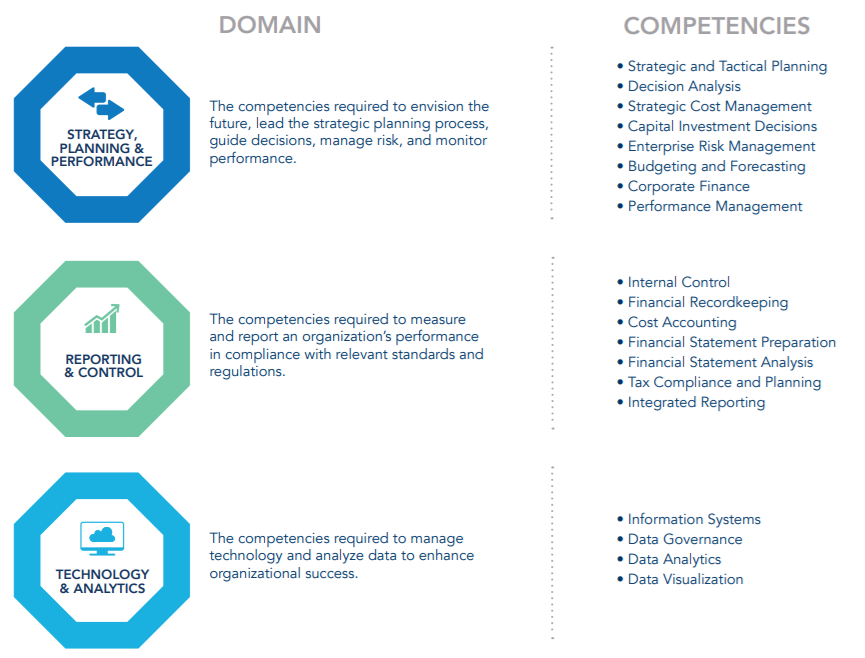 DOMAIN
COMPETENCIES
STRATEGY,
PLANNING &
PERFORMANCE
The competencies required to envision the
future, lead the strategic planning process,
guide decisions, manage risk, and monitor
performance.
• Strategic and Tactical Planning
• Decision Analysis
• Strategic Cost Management
• Capital Investment Decisions
• Enterprise Risk Management
• Budgeting and Forecasting
• Corporate Finance
• Performance Management
REPORTING
& CONTROL
The competencies required to measure
and report an organization’s performance
in compliance with relevant standards and
regulations.
• Internal Control
• Financial Recordkeeping
• Cost Accounting
• Financial Statement Preparation
• Financial Statement Analysis
• Tax Compliance and Planning
• Integrated Reporting
TECHNOLOGY
& ANALYTICS
The competencies required to manage
technology and analyze data to enhance
organizational success.
• Information Systems
• Data Governance
• Data Analytics
• Data Visualization